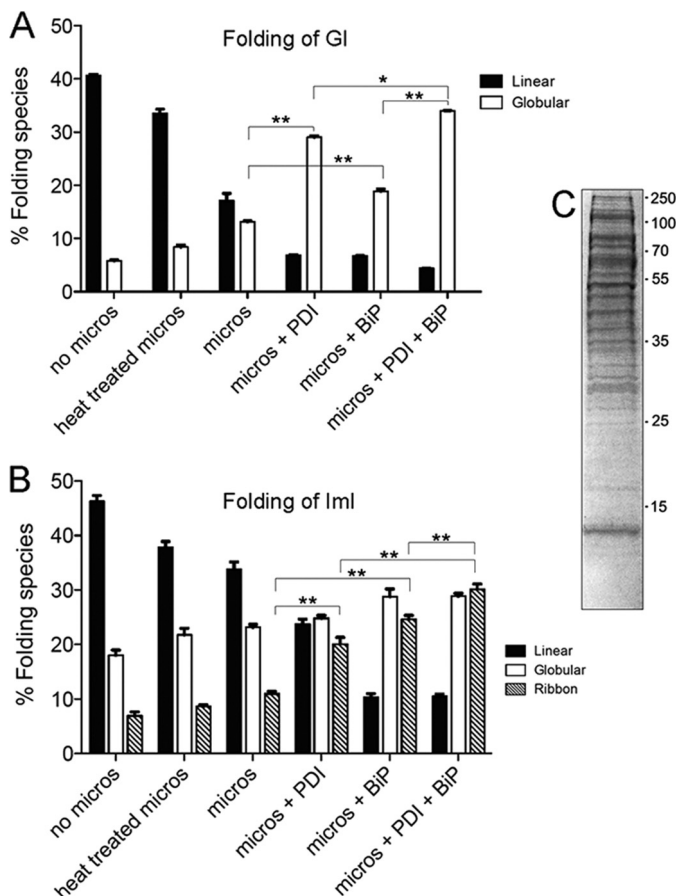 A
Folding of GI
% Folding species
50
40
30
20
10
0
Linear
Globular
*
**
**
**
no micros
heat treated micros
micros
micros + PDI
micros + BiP
micros + PDI + BiP
C
- 250
- 100
- 70
- 55
- 35
- 25
- 15
B
Folding of ImI
% Folding species
50
40
30
20
10
0
**
**
**
**
Linear
Globular
Ribbon
no micros
heat treated micros
micros
micros + PDI
micros + BiP
micros + PDI + BiP